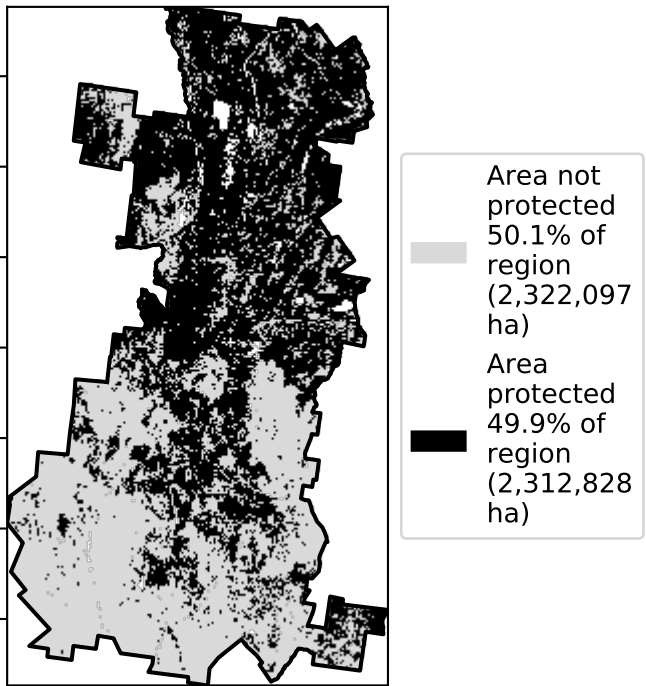 Area not
protected
50.1% of
region
(2,322,097
ha)
Area
protected
49.9% of
region
(2,312,828
ha)